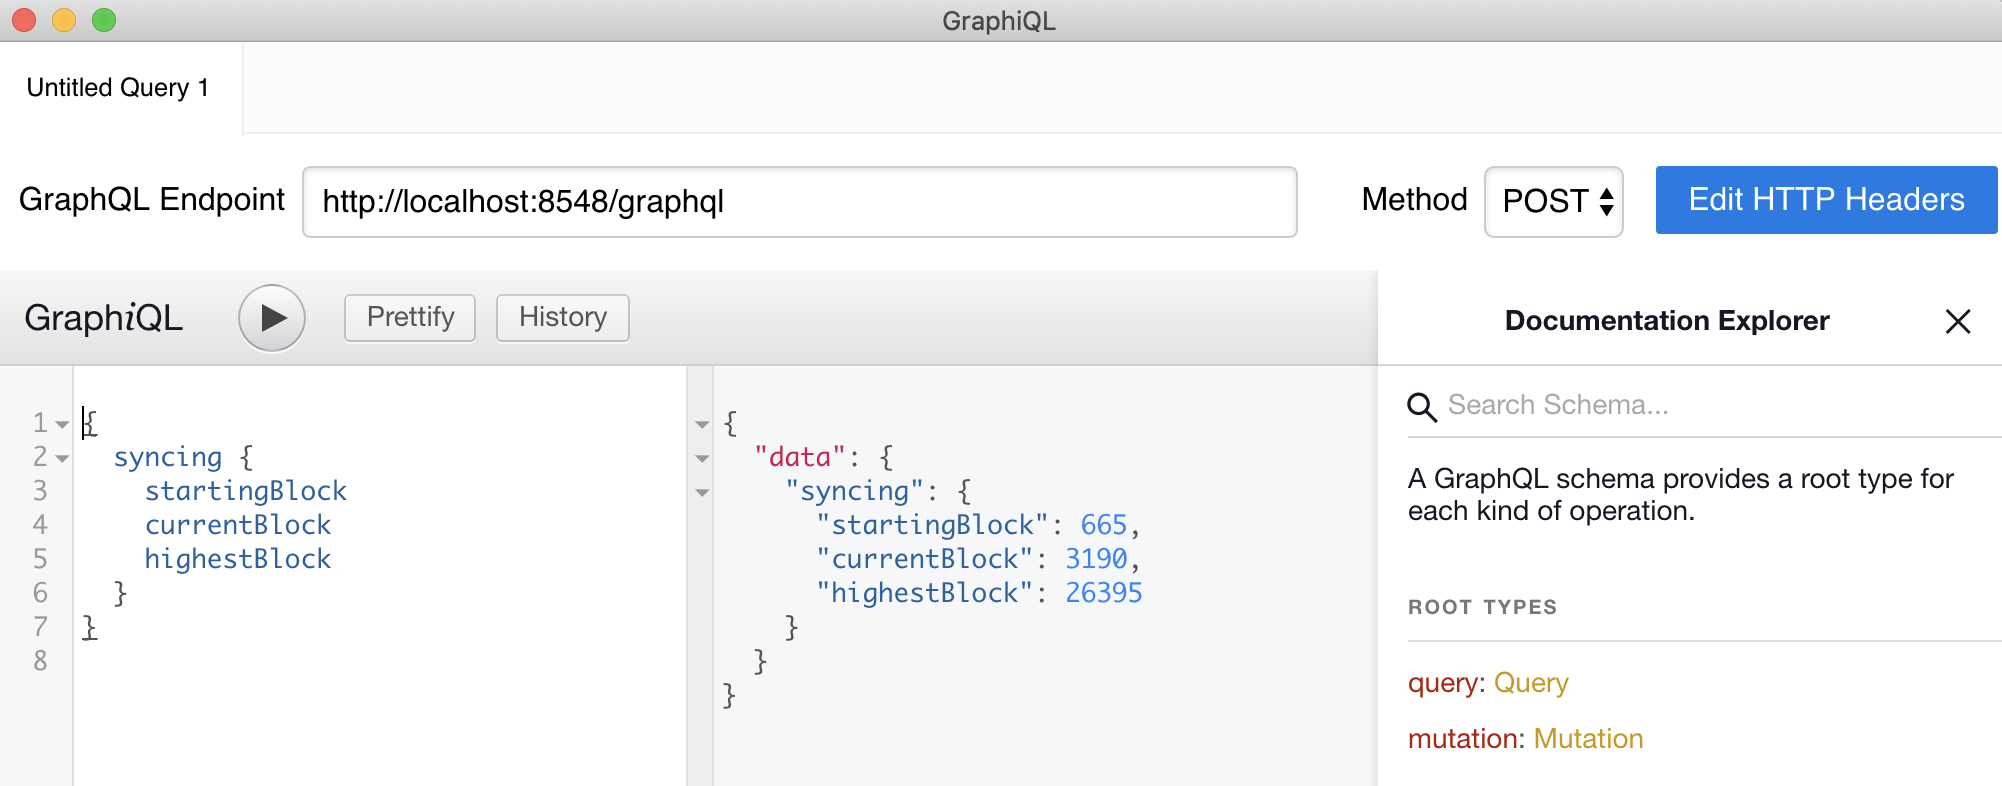 GraphiQL
Untitled Query 1
GraphQL Endpoint http://localhost:8548/graphql Method POST Edit HTTP Headers
GraphiQL Prettify History
1 {
2 syncing {
3 startingBlock
4 currentBlock
5 highestBlock
6 }
7 }
8
{
"data": {
"syncing": {
"startingBlock": 665,
"currentBlock": 3190,
"highestBlock": 26395
}
}
}
Documentation Explorer
Search Schema...
A GraphQL schema provides a root type for
each kind of operation.
ROOT TYPES
query: Query
mutation: Mutation